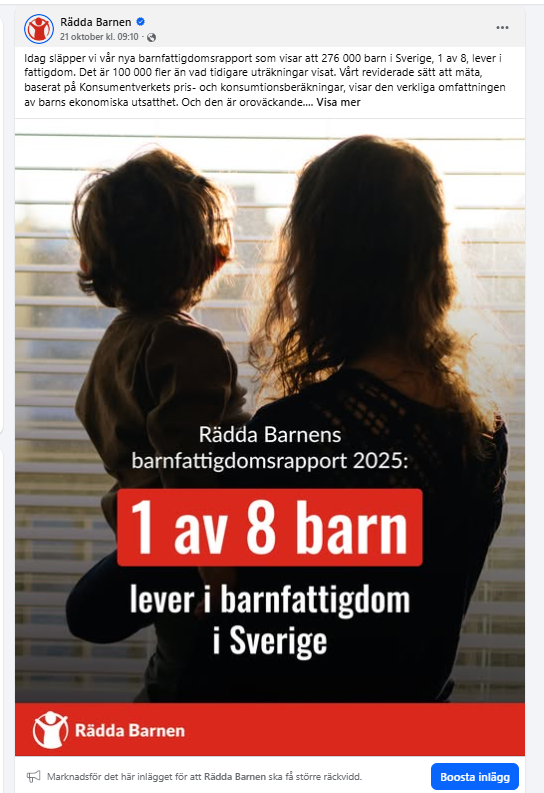 Rädda Barnen
21 oktober kl. 09:10 ·
Idag släpper vi vår nya barnfattigdomsrapport som visar att 276 000 barn i Sverige, 1 av 8, lever i
fattigdom. Det är 100 000 fler än vad tidigare uträkningar visat. Vårt reviderade sätt att mäta,
baserat på Konsumentverkets pris- och konsumtionsberäkningar, visar den verkliga omfattningen
av barns ekonomiska utsatthet. Och den är oroväckande.... Visa mer
Rädda Barnens
barnfattigdomsrapport 2025:
1 av 8 barn
lever i barnfattigdom
i Sverige
Rädda Barnen
Marknadsför det här inlägget för att Rädda Barnen ska få större räckvidd.
Boosta inlägg